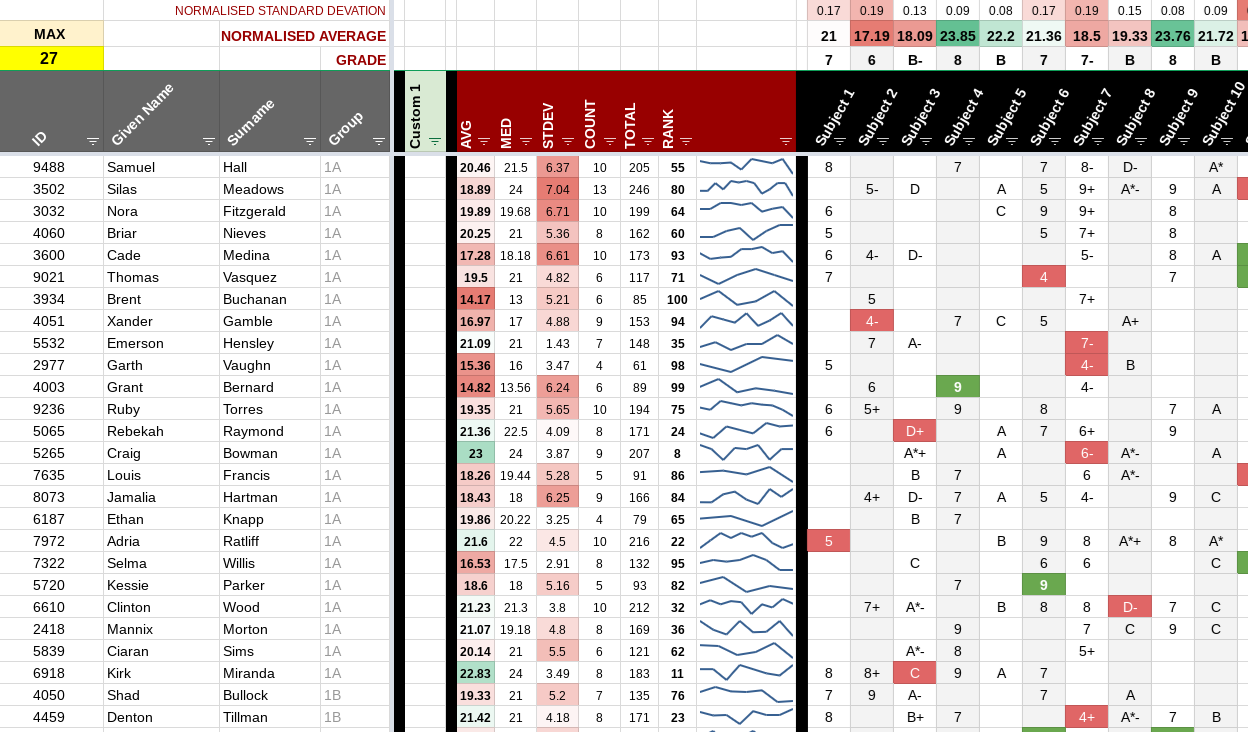 NORMALISED STANDARD DEVATION 0.17 0.19 0.13 0.09 0.08 0.17 0.19 0.15 0.08 0.09
MAX NORMALISED AVERAGE 21 17.19 18.09 23.85 22.2 21.36 18.5 19.33 23.76 21.72
27 GRADE 7 6 B- 8 B 7 7- B 8 B
ID Given Name Surname Group Custom 1 AVG MED STDEV COUNT TOTAL RANK Subject 1 Subject 2 Subject 3 Subject 4 Subject 5 Subject 6 Subject 7 Subject 8 Subject 9 Subject 10
9488 Samuel Hall 1A 20.46 21.5 6.37 10 205 55 8 7 7 8- D- A*
3502 Silas Meadows 1A 18.89 24 7.04 13 246 80 5- D A 5 9+ A*- 9 A
3032 Nora Fitzgerald 1A 19.89 19.68 6.71 10 199 64 6 C 9 9+ 8
4060 Briar Nieves 1A 20.25 21 5.36 8 162 60 5 5 7+ 8
3600 Cade Medina 1A 17.28 18.18 6.61 10 173 93 6 4- D- 5- 8 A
9021 Thomas Vasquez 1A 19.5 21 4.82 6 117 71 7 4 7
3934 Brent Buchanan 1A 14.17 13 5.21 6 85 100 5 7+
4051 Xander Gamble 1A 16.97 17 4.88 9 153 94 4- 7 C 5 A+
5532 Emerson Hensley 1A 21.09 21 1.43 7 148 35 7 A- 7-
2977 Garth Vaughn 1A 15.36 16 3.47 4 61 98 5 4- B
4003 Grant Bernard 1A 14.82 13.56 6.24 6 89 99 6 9 4-
9236 Ruby Torres 1A 19.35 21 5.65 10 194 75 6 5+ 9 8 7 A
5065 Rebekah Raymond 1A 21.36 22.5 4.09 8 171 24 6 D+ A 7 6+ 9
5265 Craig Bowman 1A 23 24 3.87 9 207 8 A*+ A 6- A*- A
7635 Louis Francis 1A 18.26 19.44 5.28 5 91 86 B 7 6 A*-
8073 Jamalia Hartman 1A 18.43 18 6.25 9 166 84 4+ D- 7 A 5 4- 9 C
6187 Ethan Knapp 1A 19.86 20.22 3.25 4 79 65 B 7
7972 Adria Ratliff 1A 21.6 22 4.5 10 216 22 5 B 9 8 A*+ 8 A*
7322 Selma Willis 1A 16.53 17.5 2.91 8 132 95 C 6 6 C
5720 Kessie Parker 1A 18.6 18 5.16 5 93 82 7 9
6610 Clinton Wood 1A 21.23 21.3 3.8 10 212 32 7+ A*- B 8 8 D- 7 C
2418 Mannix Morton 1A 21.07 19.18 4.8 8 169 36 9 7 C 9 C
5839 Ciaran Sims 1A 20.14 21 5.5 6 121 62 A*- 8 5+
6918 Kirk Miranda 1A 22.83 24 3.49 8 183 11 8 8+ C 9 A 7
4050 Shad Bullock 1B 19.33 21 5.2 7 135 76 7 9 A- 7 A
4459 Denton Tillman 1B 21.42 21 4.18 8 171 23 8 B+ 7 4+ A*- 7 B